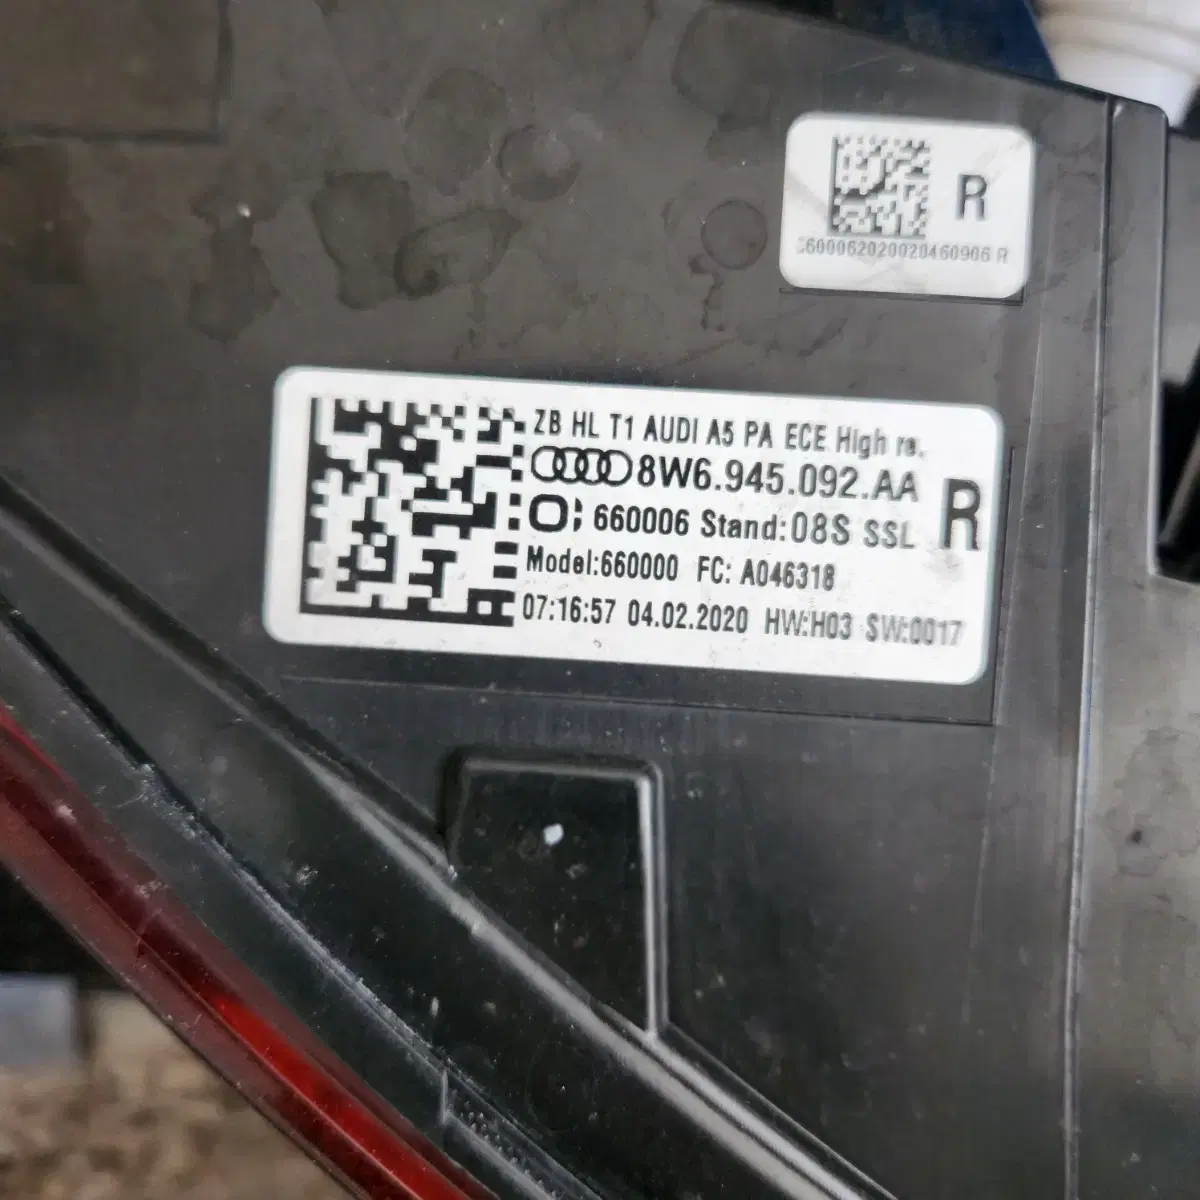 R
600062020020460906 R
ZB HL T1 AUDI A5 PA ECE High re.
8W6.945.092.AA
R
660006 Stand:08S SSL
Model:660000 FC: A046318
07:16:57 04.02.2020 HW:H03 SW:0017